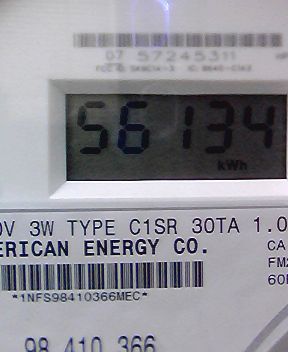 07 57245311
56134
kWh
0V 3W TYPE C1SR 30TA 1.0
ERICAN ENERGY CO.
CA
FM2
60
*1NFS98410366MEC*
98 410 366